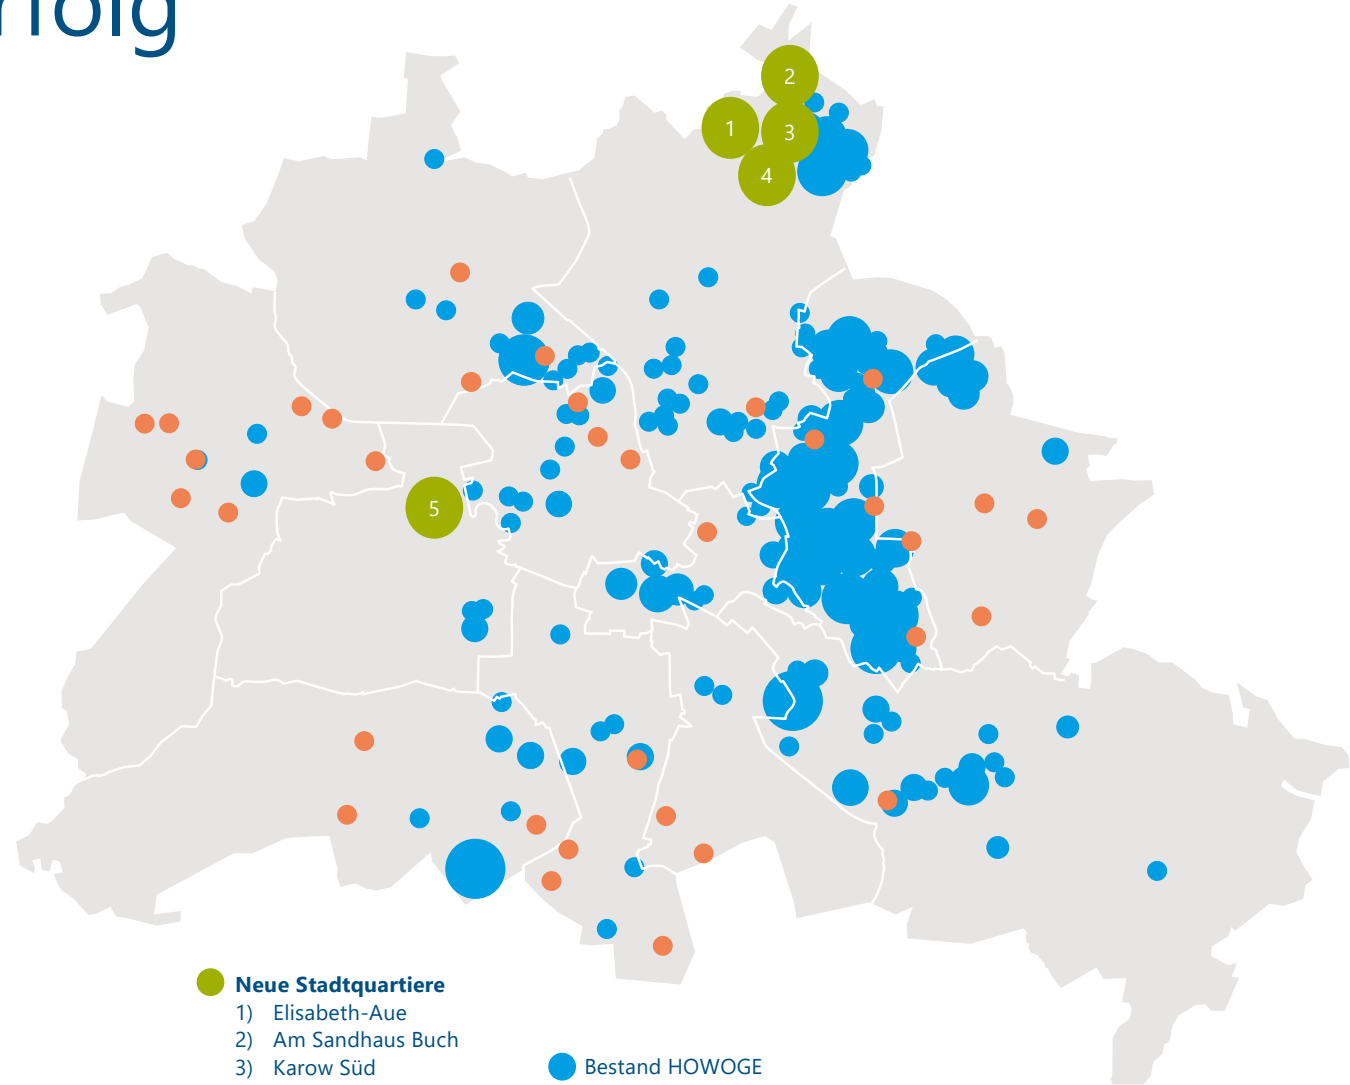 rfolg
2
1
3
4
5
Neue Stadtquartiere
1) Elisabeth-Aue
2) Am Sandhaus Buch
3) Karow Süd
Bestand HOWOGE